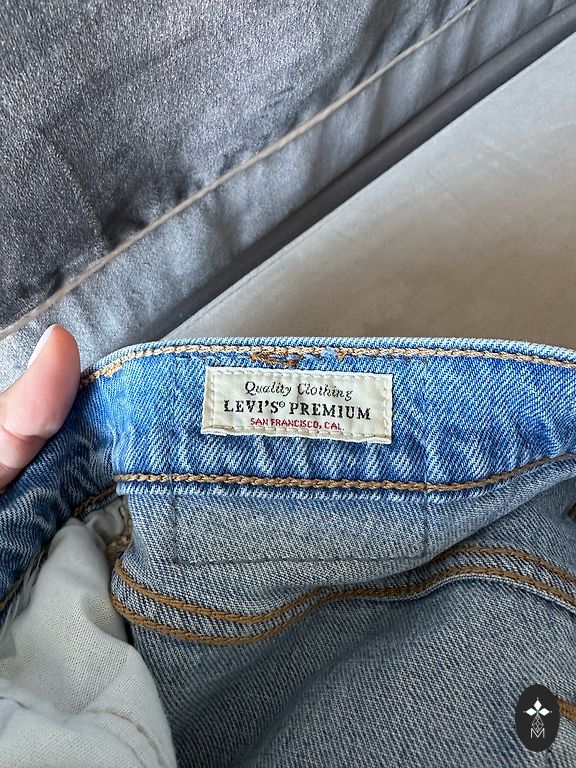 Quality Clothing
LEVI'S® PREMIUM
SAN FRANCISCO, CAL.
M